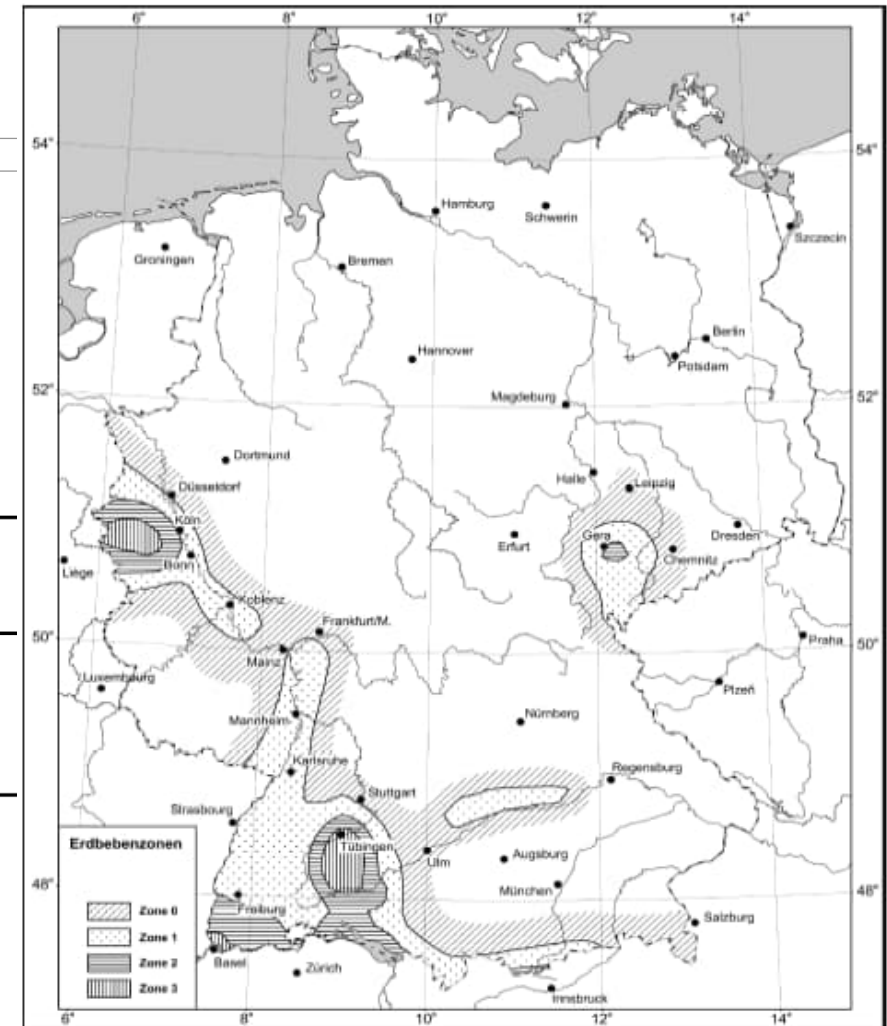 6° 8° 10° 12° 14°
54° 54°
Hamburg
Schwerin
Szczecin
Groningen
Bremen
Berlin
Hannover
Potsdam
52° 52°
Magdeburg
Dortmund
Halle
Leipzig
Düsseldorf
Köln
Erfurt
Gera
Dresden
Chemnitz
Liège
Bonn
Koblenz
Frankfurt/M.
50° 50°
Praha
Mainz
Luxembourg
Plzeň
Mannheim
Nürnberg
Karlsruhe
Regensburg
Stuttgart
Strasbourg
Tübingen
Ulm
Augsburg
48° 48°
München
Freiburg
Salzburg
Basel
Zürich
Innsbruck
Erdbebenzonen
Zone 0
Zone 1
Zone 2
Zone 3
6° 8° 10° 12° 14°